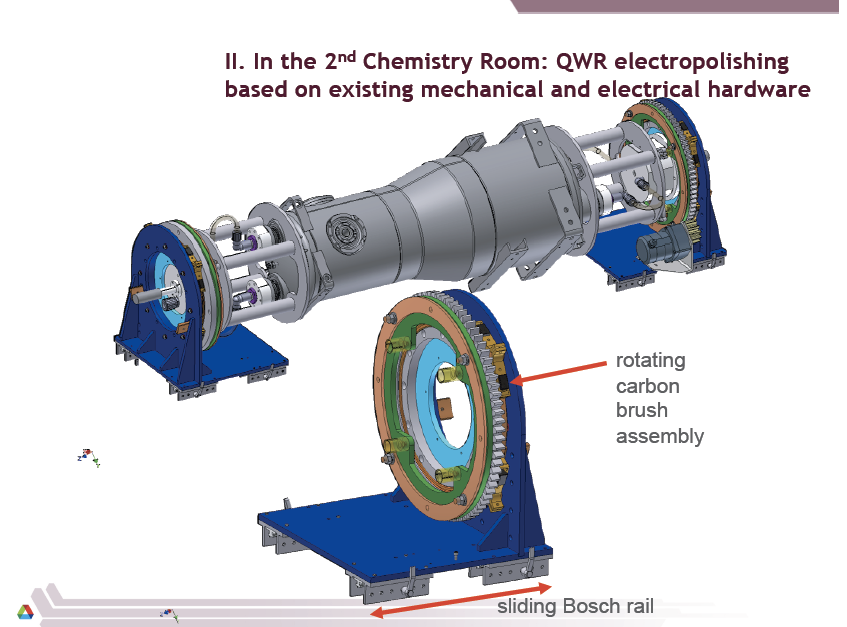 II. In the 2nd Chemistry Room: QWR electropolishing
based on existing mechanical and electrical hardware
rotating
carbon
brush
assembly
sliding Bosch rail